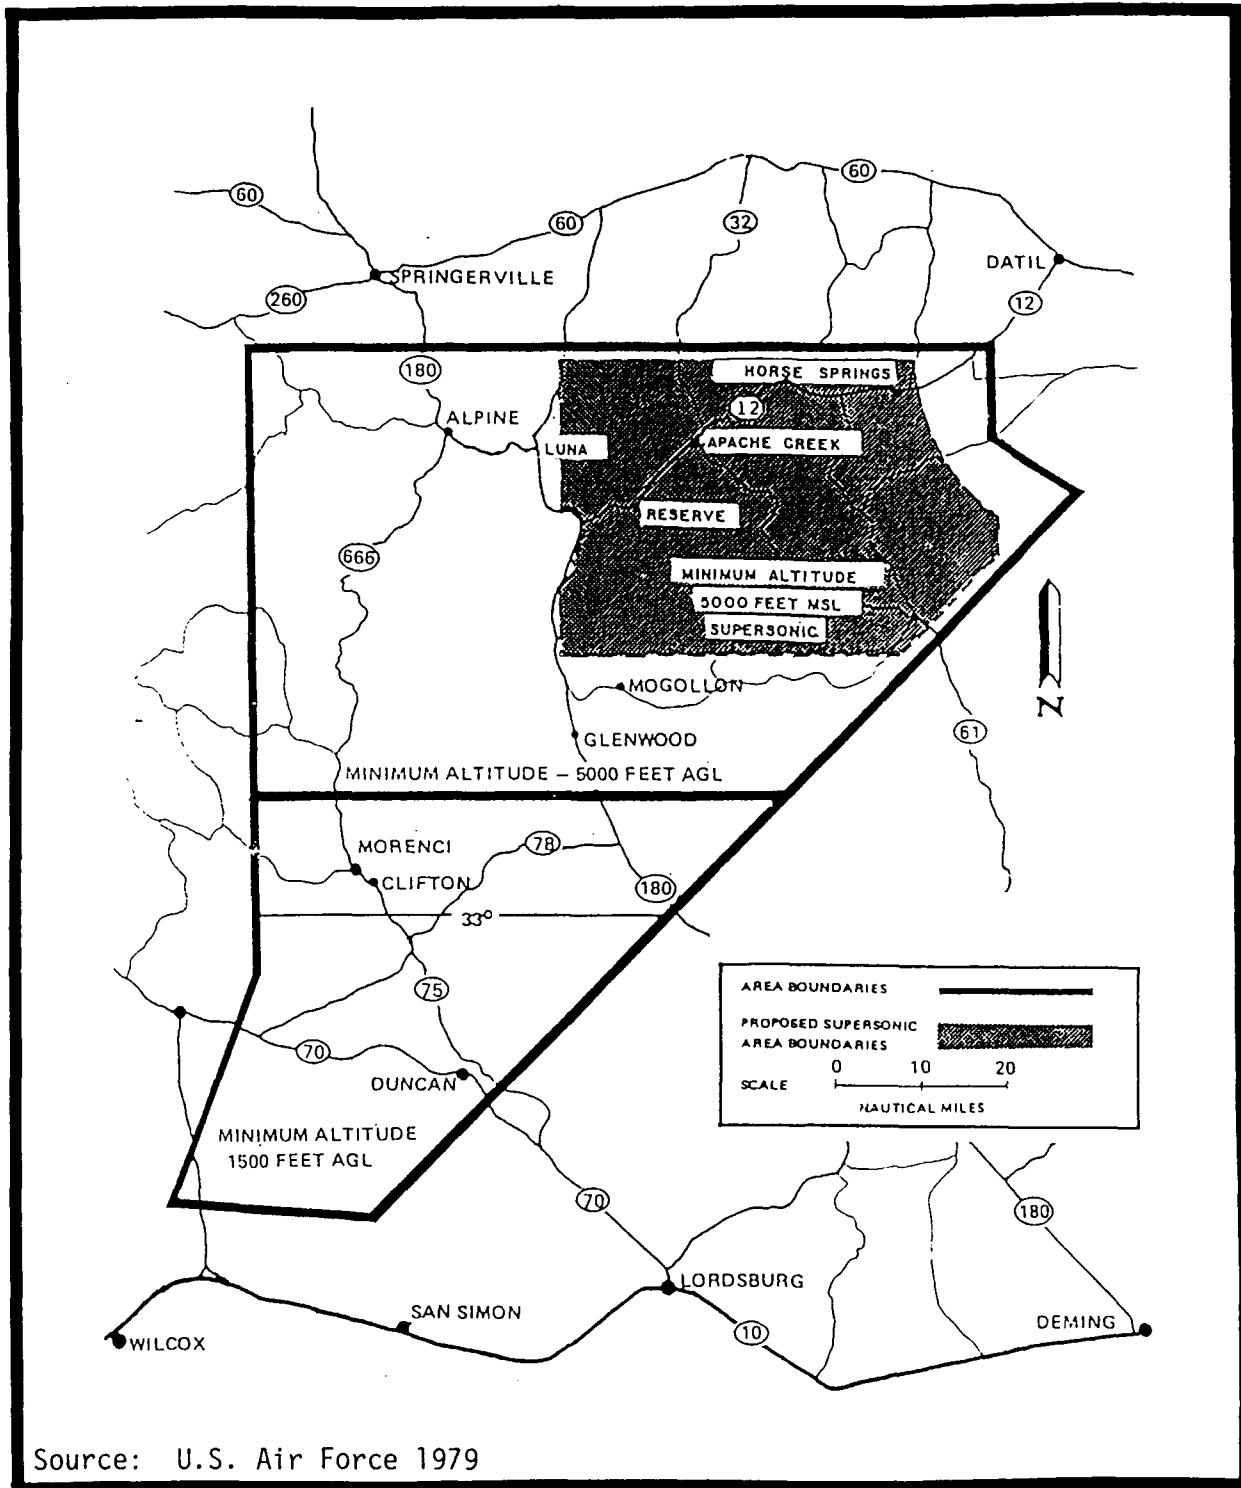 60
60
60
32
SPRINGERVILLE
DATIL
260
12
180
HORSE SPRINGS
12
ALPINE
LUNA
APACHE CREEK
RESERVE
666
MINIMUM ALTITUDE
5000 FEET MSL
SUPERSONIC
MOGOLLON
N
61
GLENWOOD
MINIMUM ALTITUDE – 5000 FEET AGL
MORENCI
78
CLIFTON
180
33°
75
AREA BOUNDARIES
PROPOSED SUPERSONIC
AREA BOUNDARIES
0 10 20
SCALE
NAUTICAL MILES
70
DUNCAN
MINIMUM ALTITUDE
1500 FEET AGL
70
180
LORDSBURG
SAN SIMON
10
DEMING
WILCOX
Source: U.S. Air Force 1979